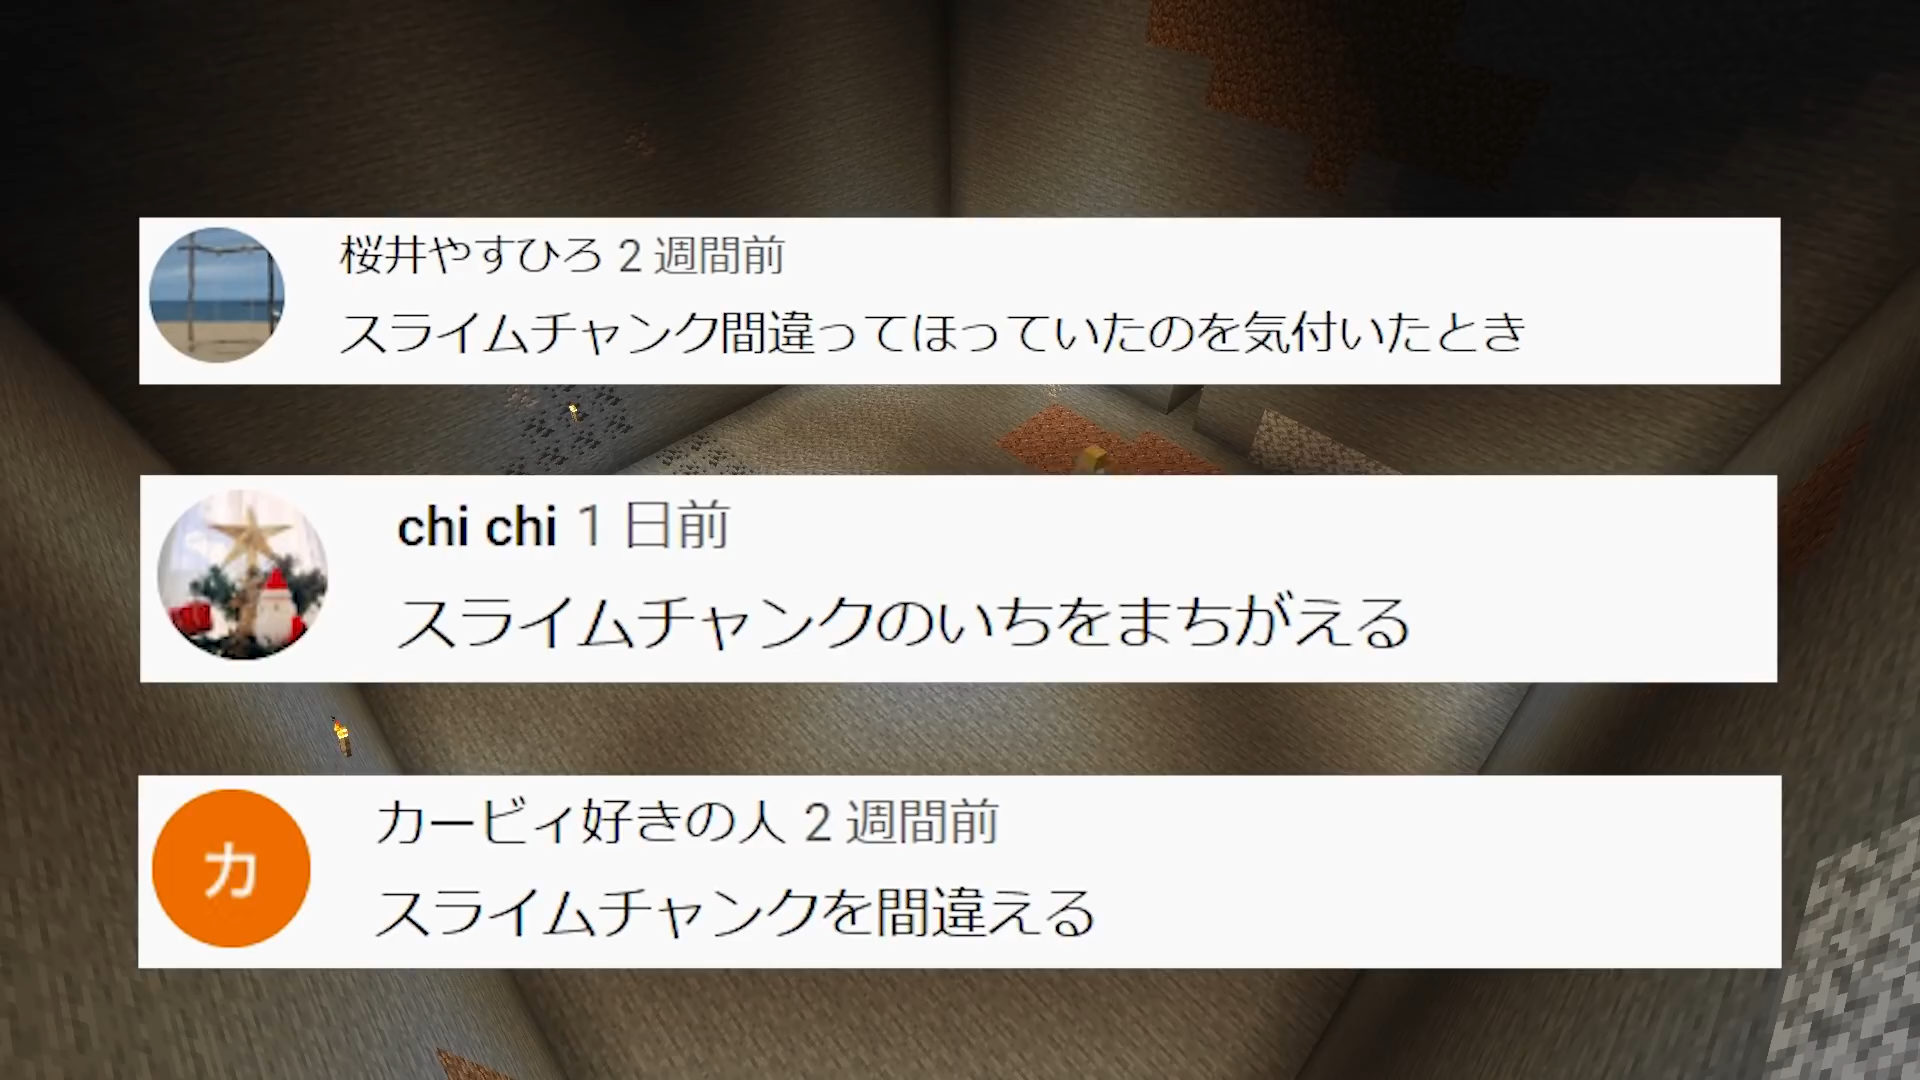 桜井やすひろ 2 週間前
スライムチャンク間違ってほっていたのを気付いたとき
chi chi 1 日前
スライムチャンクのいちをまちがえる
カ
カービィ好きの人 2 週間前
スライムチャンクを間違える